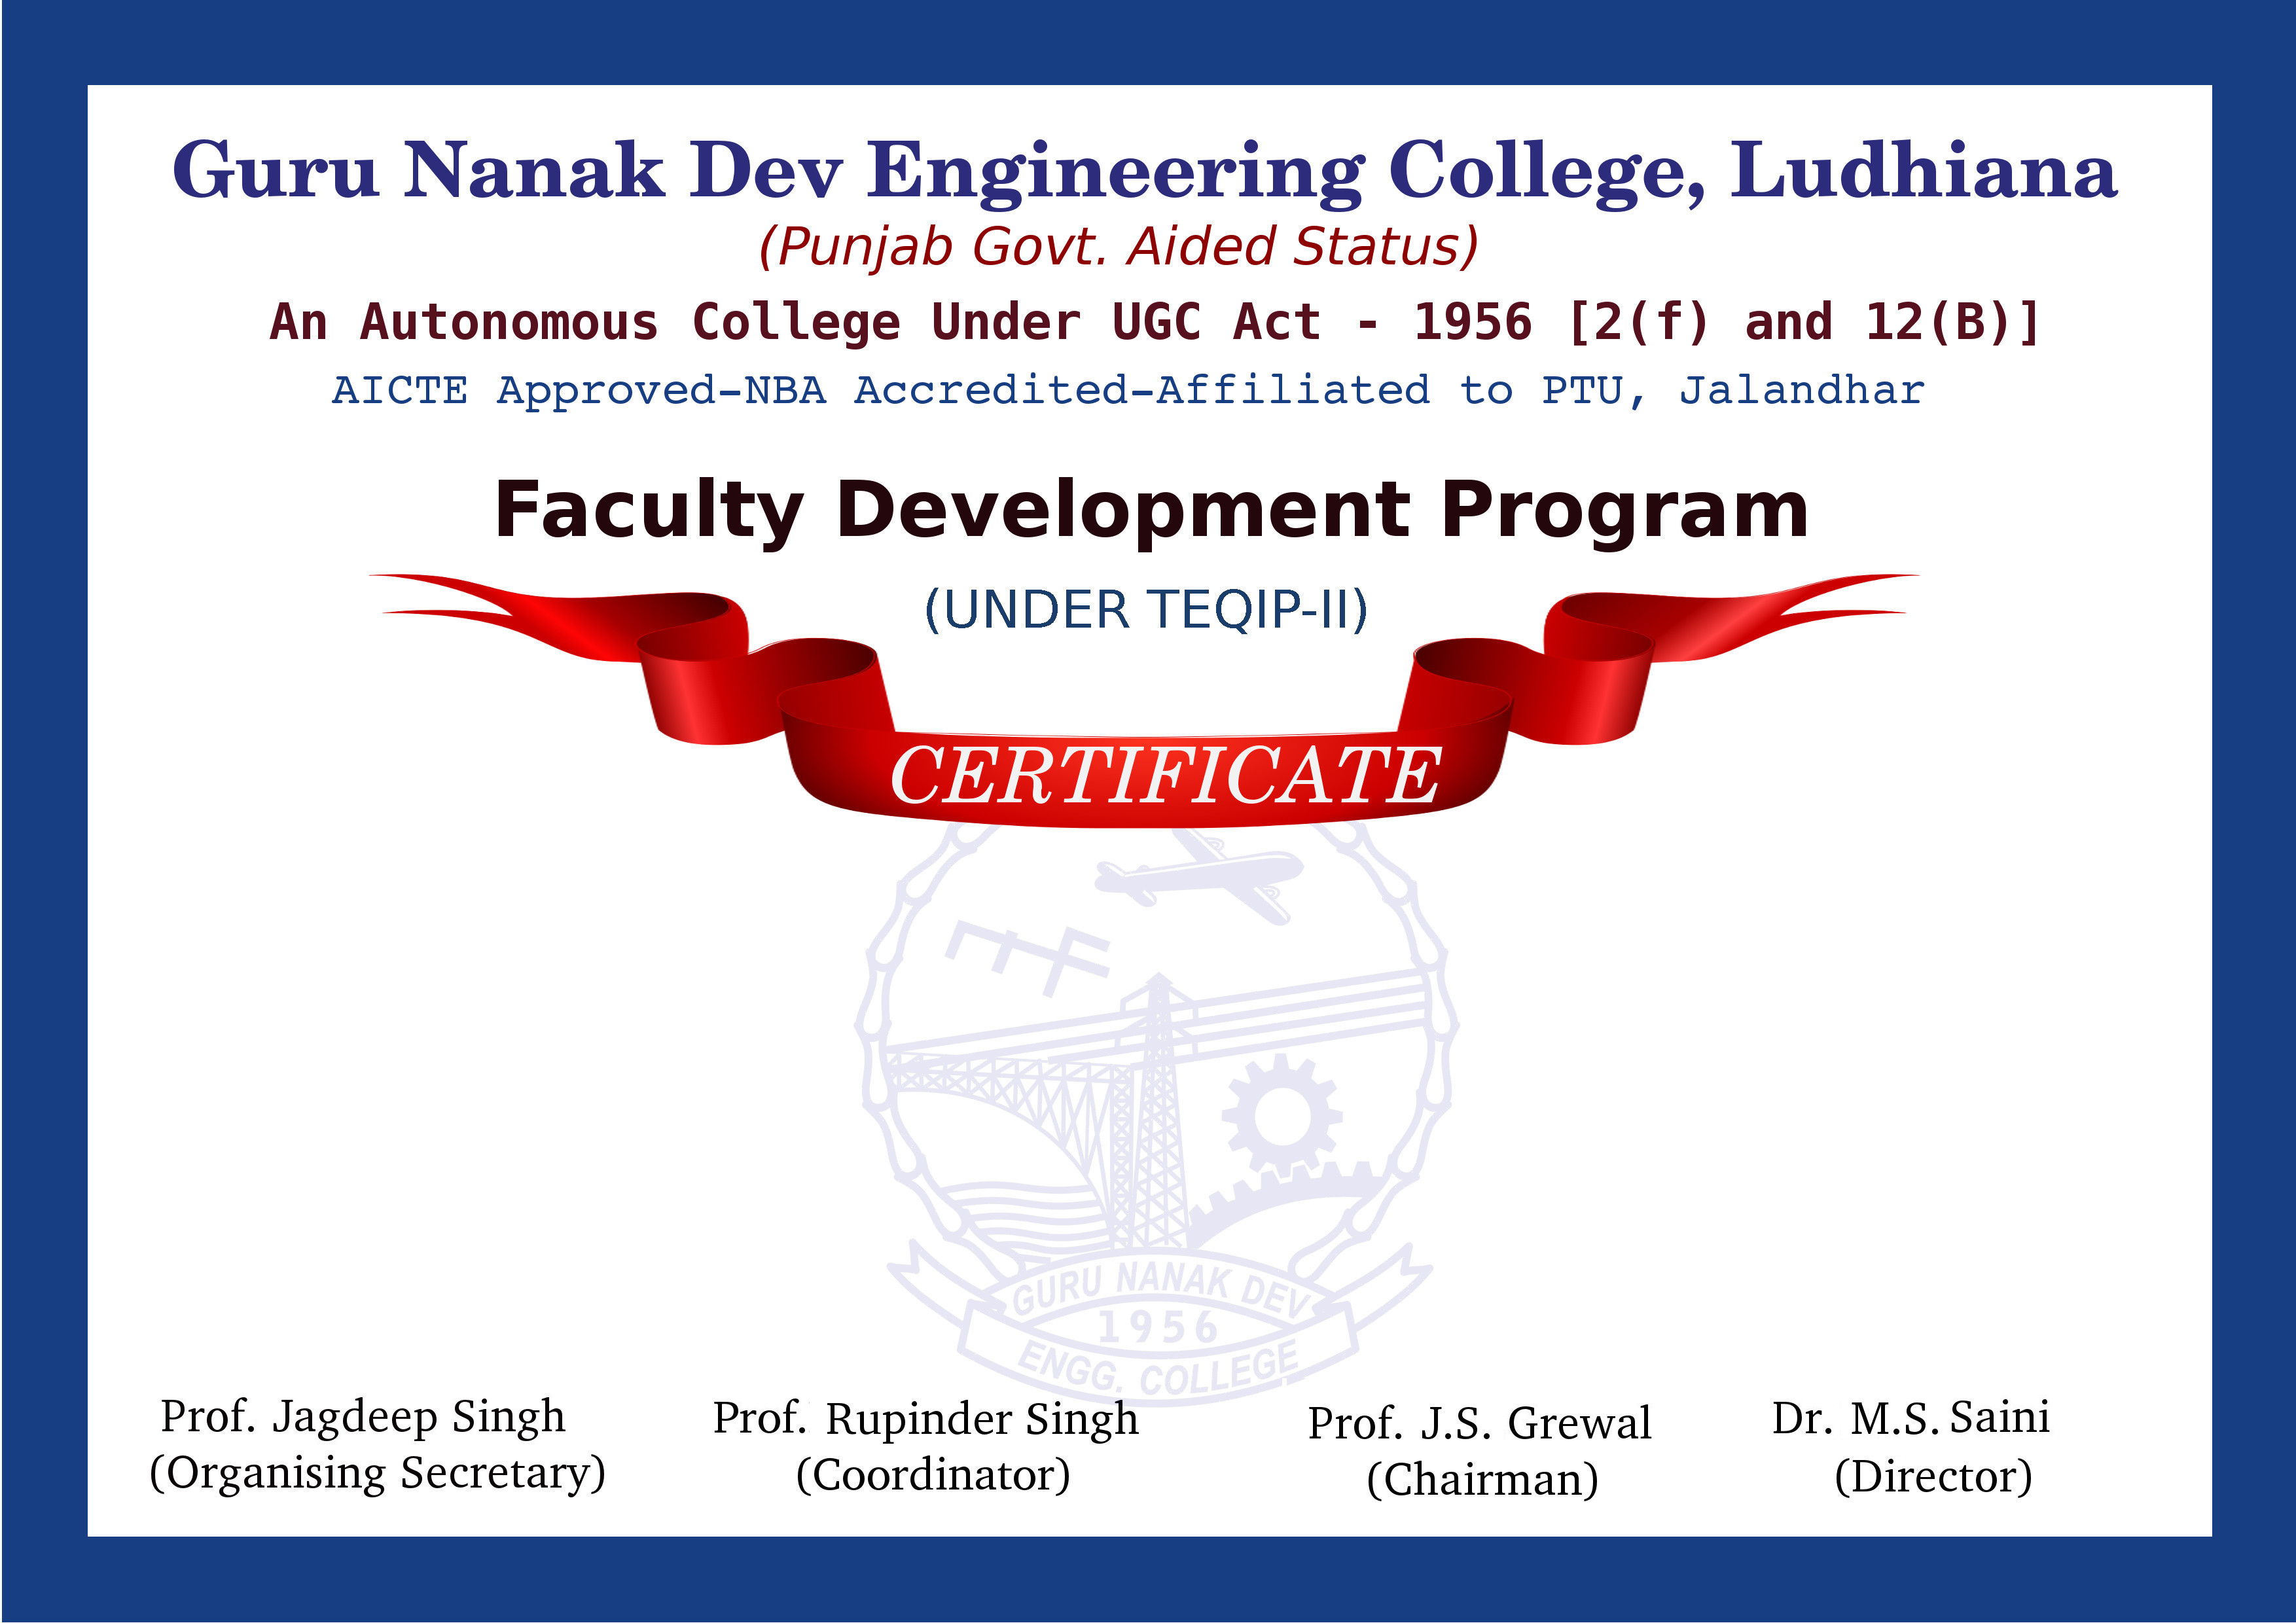 Guru Nanak Dev Engineering College, Ludhiana
(Punjab Govt. Aided Status)
An Autonomous College Under UGC Act - 1956 [2(f) and 12(B)]
AICTE Approved-NBA Accredited-Affiliated to PTU, Jalandhar
Faculty Development Program
(UNDER TEQIP-II)
CERTIFICATE
GURU NANAK DEV
1956
ENGG. COLLEGE
Prof. Jagdeep Singh
(Organising Secretary)
Prof. Rupinder Singh
(Coordinator)
Prof. J.S. Grewal
(Chairman)
Dr. M.S. Saini
(Director)